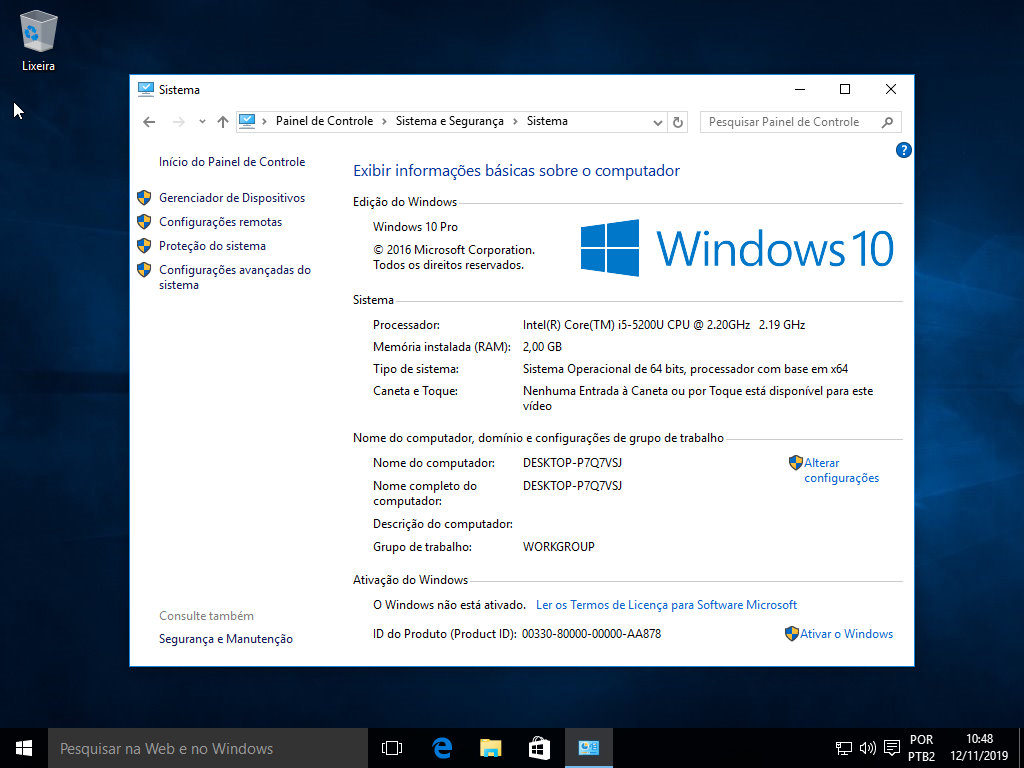 Lixeira
Sistema
Painel de Controle
Sistema e Segurança
Sistema
Pesquisar Painel de Controle
?
Início do Painel de Controle
Gerenciador de Dispositivos
Configurações remotas
Proteção do sistema
Configurações avançadas do
sistema
Exibir informações básicas sobre o computador
Edição do Windows
Windows 10 Pro
© 2016 Microsoft Corporation.
Todos os direitos reservados.
Windows 10
Sistema
Processador: Intel(R) Core(TM) i5-5200U CPU @ 2.20GHz 2.19 GHz
Memória instalada (RAM): 2,00 GB
Tipo de sistema: Sistema Operacional de 64 bits, processador com base em x64
Caneta e Toque: Nenhuma Entrada à Caneta ou por Toque está disponível para este
vídeo
Nome do computador, domínio e configurações de grupo de trabalho
Nome do computador: DESKTOP-P7Q7VSJ
Alterar
configurações
Nome completo do
computador:
DESKTOP-P7Q7VSJ
Descrição do computador:
Grupo de trabalho: WORKGROUP
Ativação do Windows
O Windows não está ativado. Ler os Termos de Licença para Software Microsoft
ID do Produto (Product ID): 00330-80000-00000-AA878
Ativar o Windows
Consulte também
Segurança e Manutenção
Pesquisar na Web e no Windows
POR
PTB2
10:48
12/11/2019